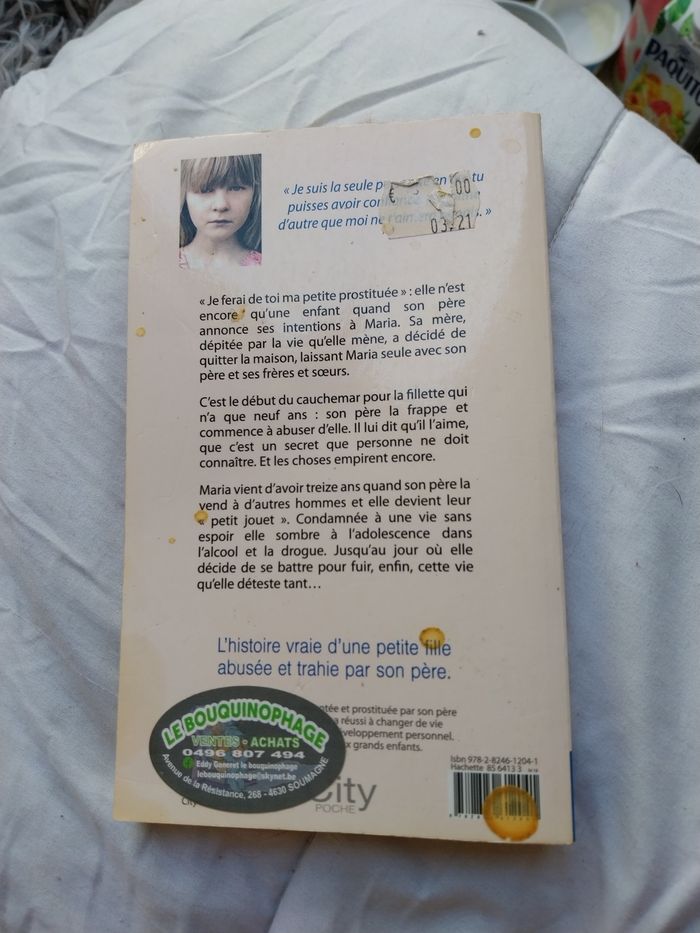 PAQUITO
« Je suis la seule en tu
puisses avoir
d'autre que moi ne »
€ 00
03.21
« Je ferai de toi ma petite prostituée » : elle n'est
encore qu'une enfant quand son père
annonce ses intentions à Maria. Sa mère,
dépitée par la vie qu'elle mène, a décidé de
quitter la maison, laissant Maria seule avec son
père et ses frères et sœurs.
C'est le début du cauchemar pour la fillette qui
n'a que neuf ans : son père la frappe et
commence à abuser d'elle. Il lui dit qu'il l'aime,
que c'est un secret que personne ne doit
connaître. Et les choses empirent encore.
Maria vient d'avoir treize ans quand son père la
vend à d'autres hommes et elle devient leur
« petit jouet ». Condamnée à une vie sans
espoir elle sombre à l'adolescence dans
l'alcool et la drogue. Jusqu'au jour où elle
décide de se battre pour fuir, enfin, cette vie
qu'elle déteste tant…
L'histoire vraie d'une petite fille
abusée et trahie par son père.
et prostituée par son père
a réussi à changer de vie
développement personnel.
grands enfants.
LE BOUQUINOPHAGE
VENTES - ACHATS
0496 807 494
Eddy Generet le bouquinophage
lebouquinophage@skynet.be
Avenue de la Résistance, 268 - 4630 SOUMAGNE
City
POCHE
Isbn 978-2-8246-1204-1
Hachette 85 6413 3